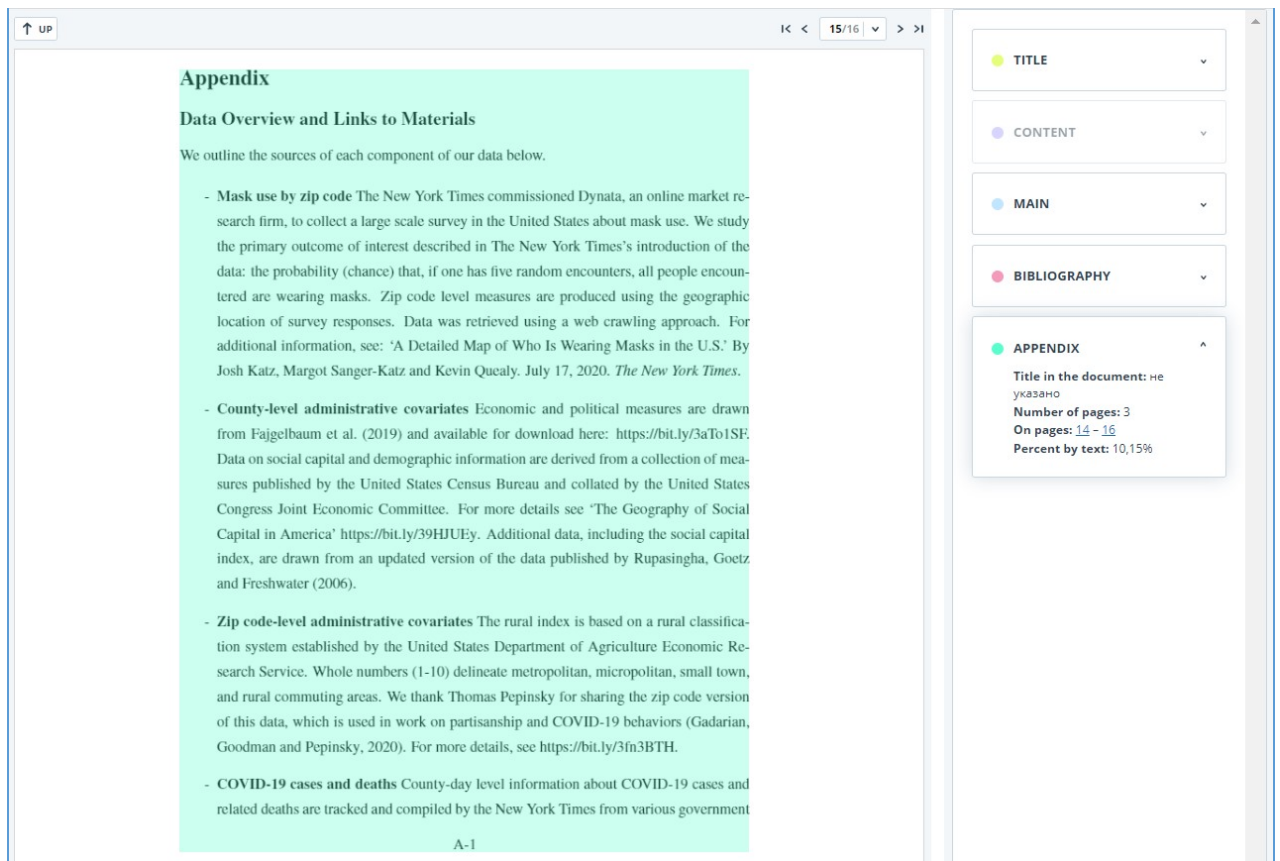 ↑ UP
15/16
Appendix
Data Overview and Links to Materials
We outline the sources of each component of our data below.
- Mask use by zip code The New York Times commissioned Dynata, an online market re-
search firm, to collect a large scale survey in the United States about mask use. We study
the primary outcome of interest described in The New York Times's introduction of the
data: the probability (chance) that, if one has five random encounters, all people encoun-
tered are wearing masks. Zip code level measures are produced using the geographic
location of survey responses. Data was retrieved using a web crawling approach. For
additional information, see: ‘A Detailed Map of Who Is Wearing Masks in the U.S.’ By
Josh Katz, Margot Sanger-Katz and Kevin Quealy. July 17, 2020. The New York Times.
- County-level administrative covariates Economic and political measures are drawn
from Fajgelbaum et al. (2019) and available for download here: https://bit.ly/3aTo1SF.
Data on social capital and demographic information are derived from a collection of mea-
sures published by the United States Census Bureau and collated by the United States
Congress Joint Economic Committee. For more details see ‘The Geography of Social
Capital in America’ https://bit.ly/39HJUEy. Additional data, including the social capital
index, are drawn from an updated version of the data published by Rupasingha, Goetz
and Freshwater (2006).
- Zip code-level administrative covariates The rural index is based on a rural classifica-
tion system established by the United States Department of Agriculture Economic Re-
search Service. Whole numbers (1-10) delineate metropolitan, micropolitan, small town,
and rural commuting areas. We thank Thomas Pepinsky for sharing the zip code version
of this data, which is used in work on partisanship and COVID-19 behaviors (Gadarian,
Goodman and Pepinsky, 2020). For more details, see https://bit.ly/3fn3BTH.
- COVID-19 cases and deaths County-day level information about COVID-19 cases and
related deaths are tracked and compiled by the New York Times from various government
A-1
TITLE
CONTENT
MAIN
BIBLIOGRAPHY
APPENDIX
Title in the document: не
указано
Number of pages: 3
On pages: 14 – 16
Percent by text: 10,15%